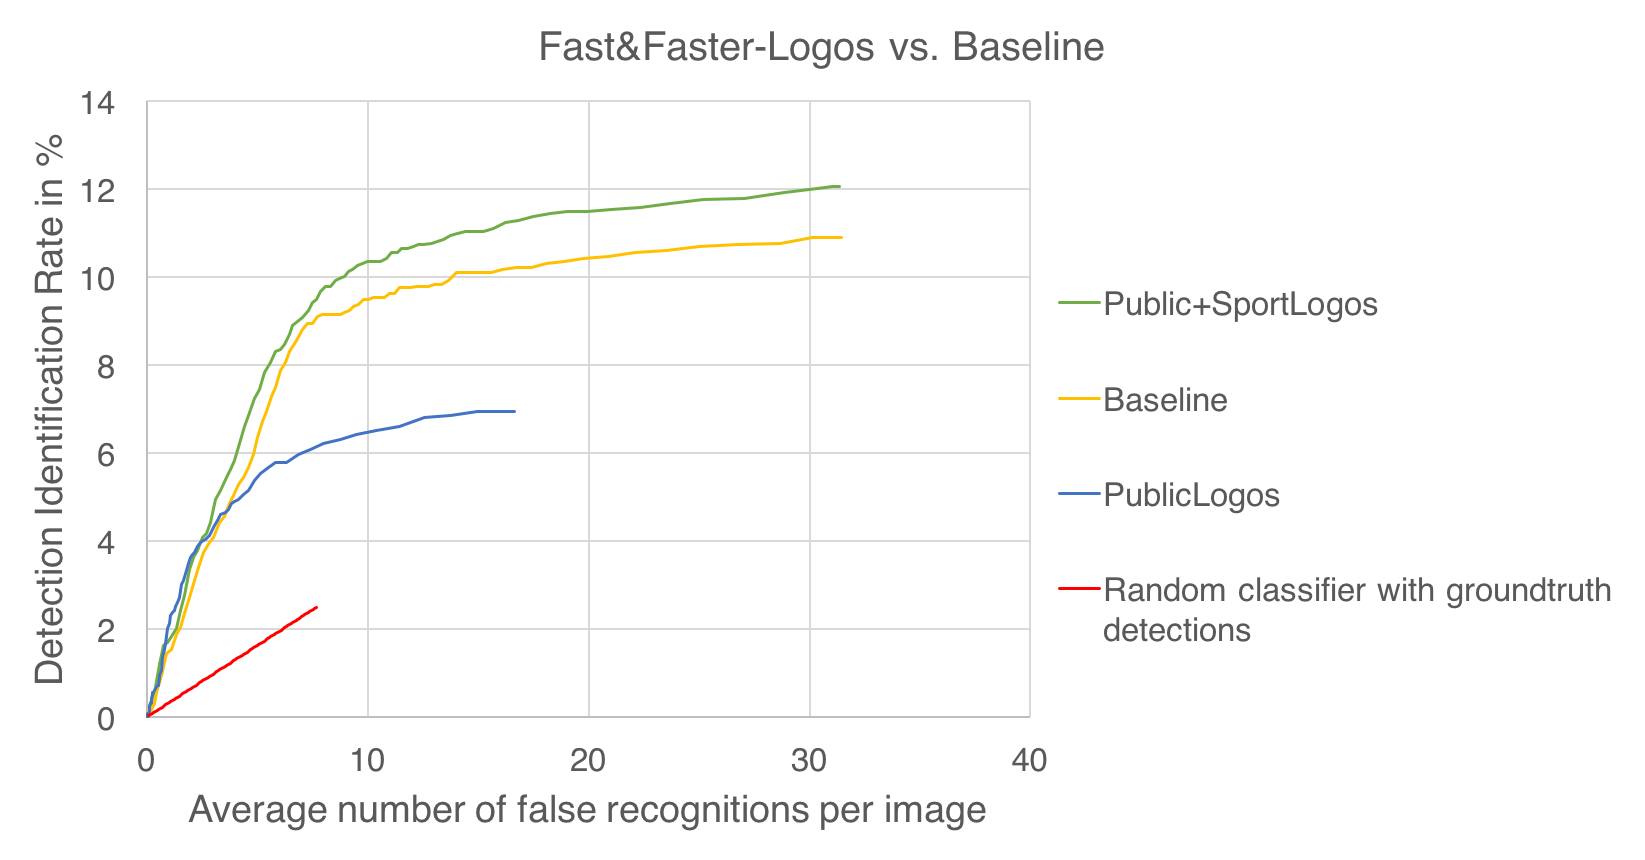 Fast&Faster-Logos vs. Baseline
Detection Identification Rate in %
14
12
10
8
6
4
2
0
0 10 20 30 40
Average number of false recognitions per image
Public+SportLogos
Baseline
PublicLogos
Random classifier with groundtruth
detections